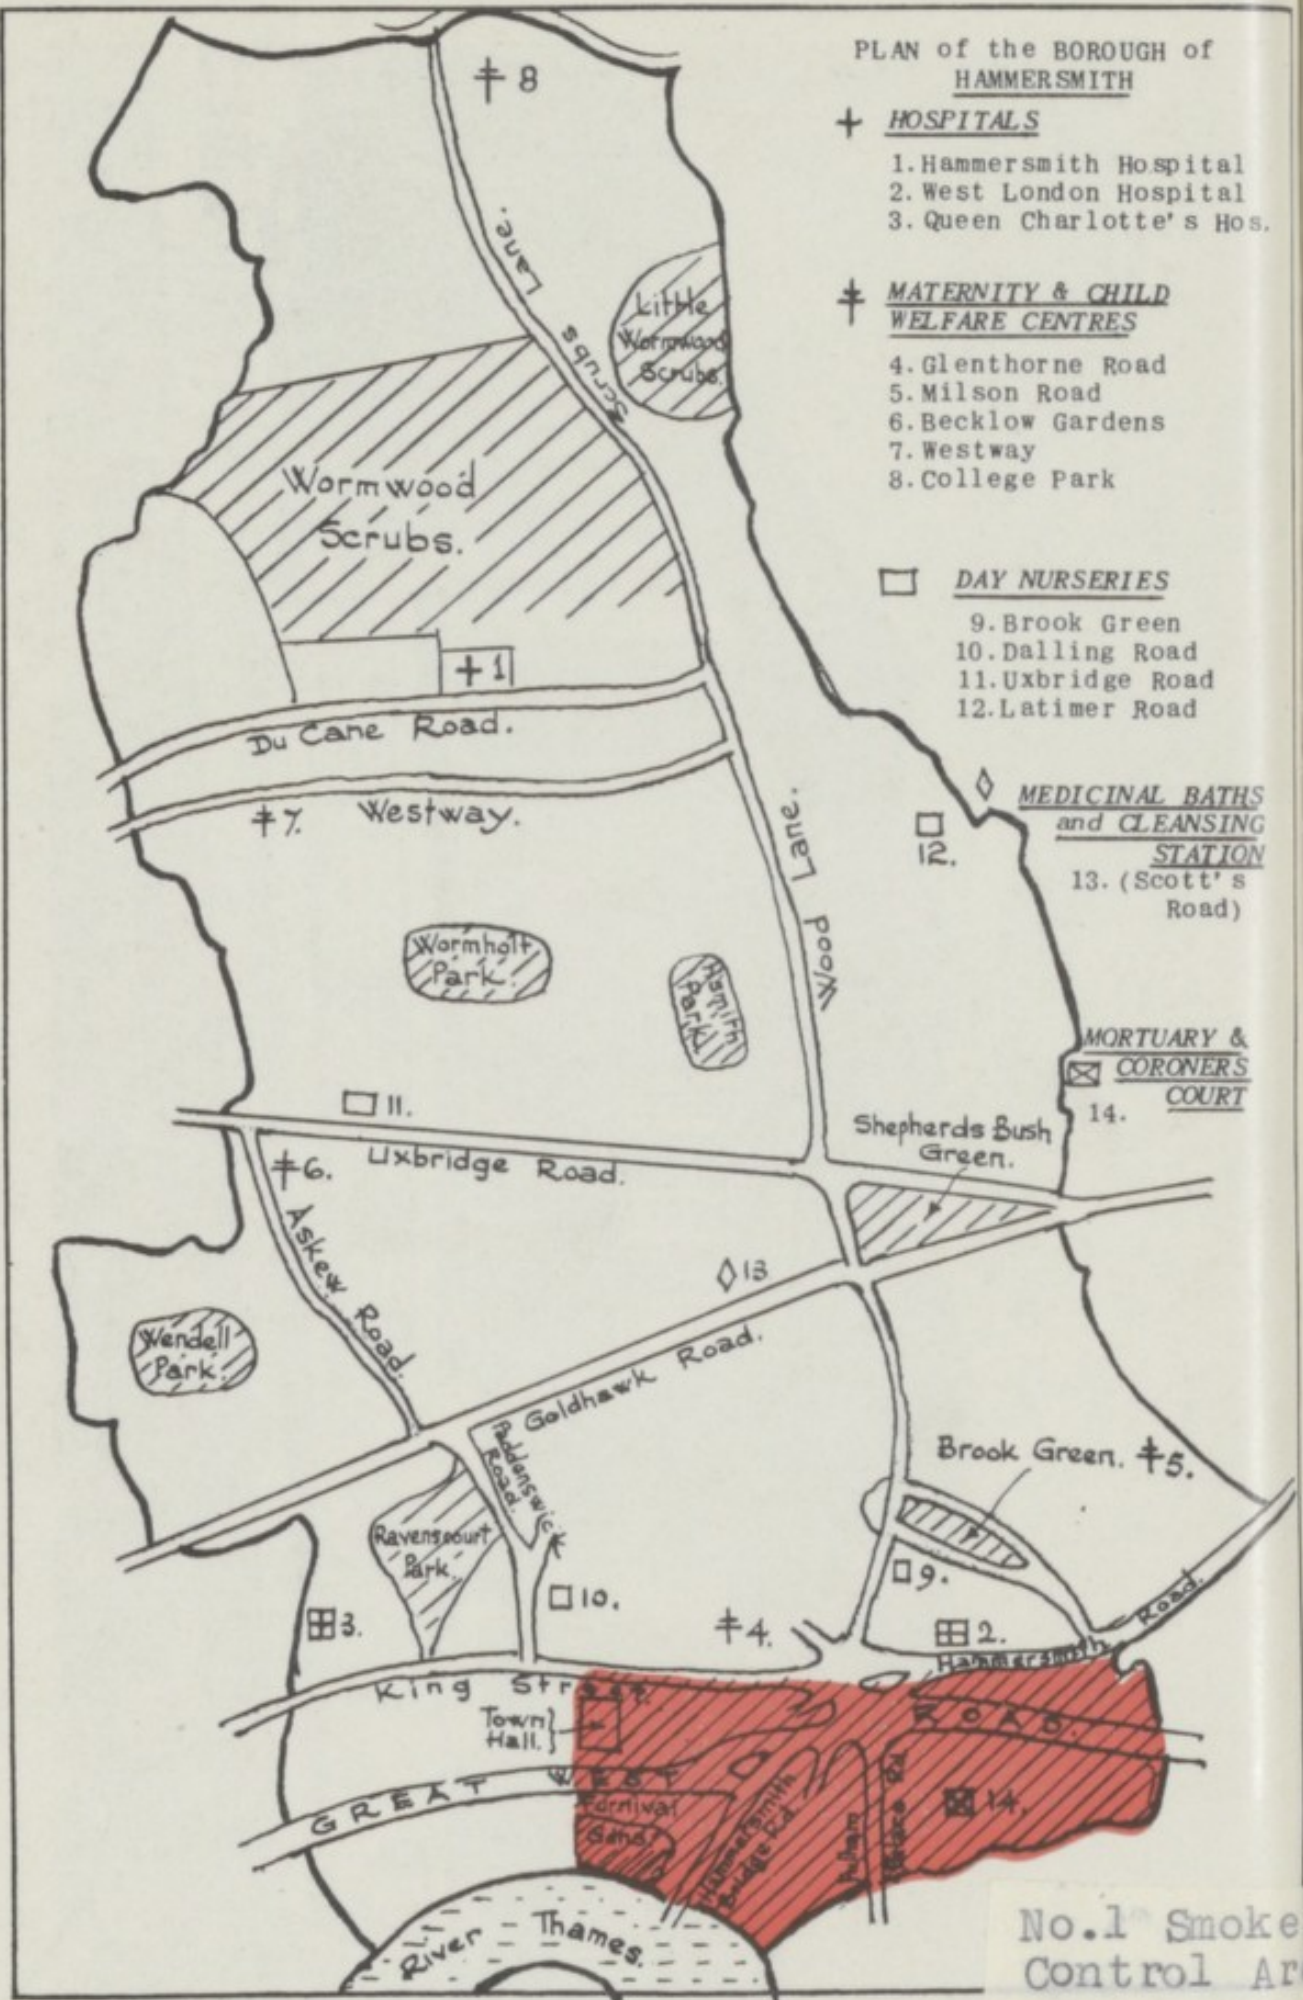 PLAN of the BOROUGH of
HAMMERSMITH
HOSPITALS
1. Hammersmith Hospital
2. West London Hospital
3. Queen Charlotte's Hos.
MATERNITY & CHILD
WELFARE CENTRES
4. Glenthorne Road
5. Milson Road
6. Becklow Gardens
7. Westway
8. College Park
DAY NURSERIES
9. Brook Green
10. Dalling Road
11. Uxbridge Road
12. Latimer Road
MEDICINAL BATHS
and CLEANSING
STATION
13. (Scott's
Road)
MORTUARY &
CORONERS
COURT
14.
8
Scrubs Lane.
Little
Wormwood
Scrubs.
Wormwood
Scrubs.
1
Du Cane Road.
7. Westway.
Wood Lane.
12.
Wormholt
Park.
H'smith
Park.
11.
Uxbridge Road.
Shepherds Bush
Green.
6.
Askew Road.
13
Wendell
Park.
Goldhawk Road.
Paddenswick
Road.
Brook Green. 5.
Ravenscourt
Park.
9.
10.
3.
4.
2.
Hammersmith Road.
King Street.
Town
Hall.
GREAT WEST ROAD.
Furnival
Gdns.
Hammersmith
Bridge Rd.
Fulham Palace Rd
14.
River Thames.
No.1 Smoke
Control Ar